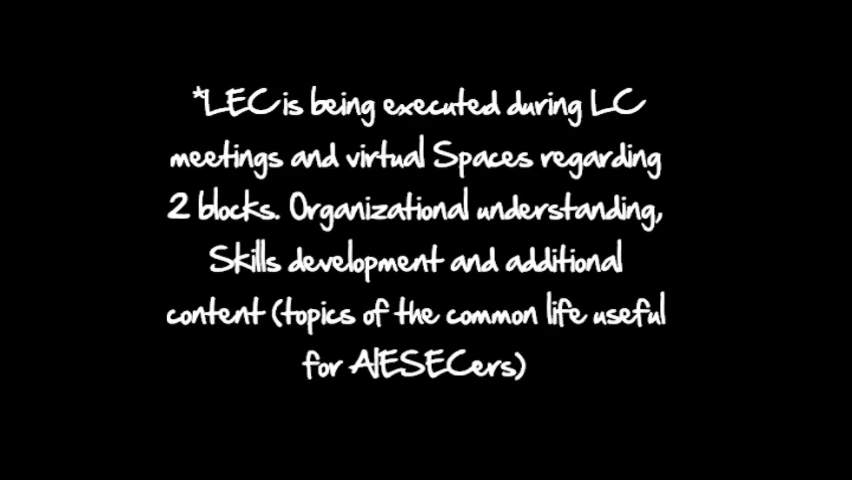 *LEC is being executed during LC
meetings and virtual Spaces regarding
2 blocks. Organizational understanding,
Skills development and additional
content (topics of the common life useful
for AIESECers)